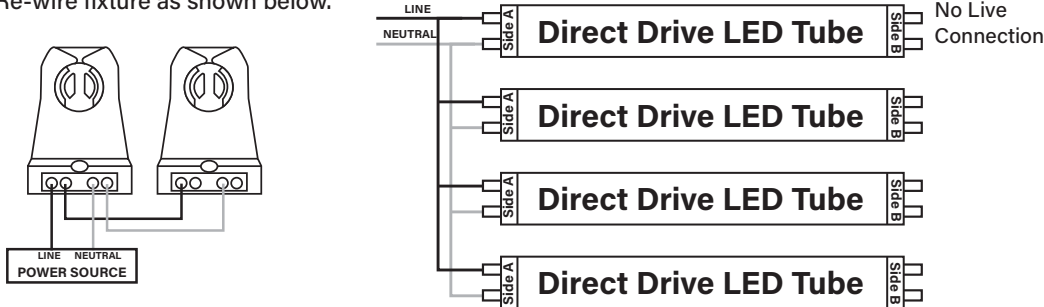 Re-wire fixture as shown below.
LINE NEUTRAL
POWER SOURCE
LINE
NEUTRAL
Side A Direct Drive LED Tube Side B
No Live
Connection
Side A Direct Drive LED Tube Side B
Side A Direct Drive LED Tube Side B
Side A Direct Drive LED Tube Side B